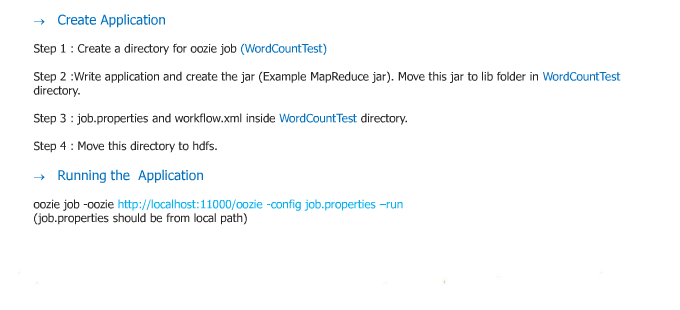 → Create Application
Step 1 : Create a directory for oozie job (WordCountTest)
Step 2 :Write application and create the jar (Example MapReduce jar). Move this jar to lib folder in WordCountTest
directory.
Step 3 : job.properties and workflow.xml inside WordCountTest directory.
Step 4 : Move this directory to hdfs.
→ Running the Application
oozie job -oozie http://localhost:11000/oozie -config job.properties –run
(job.properties should be from local path)